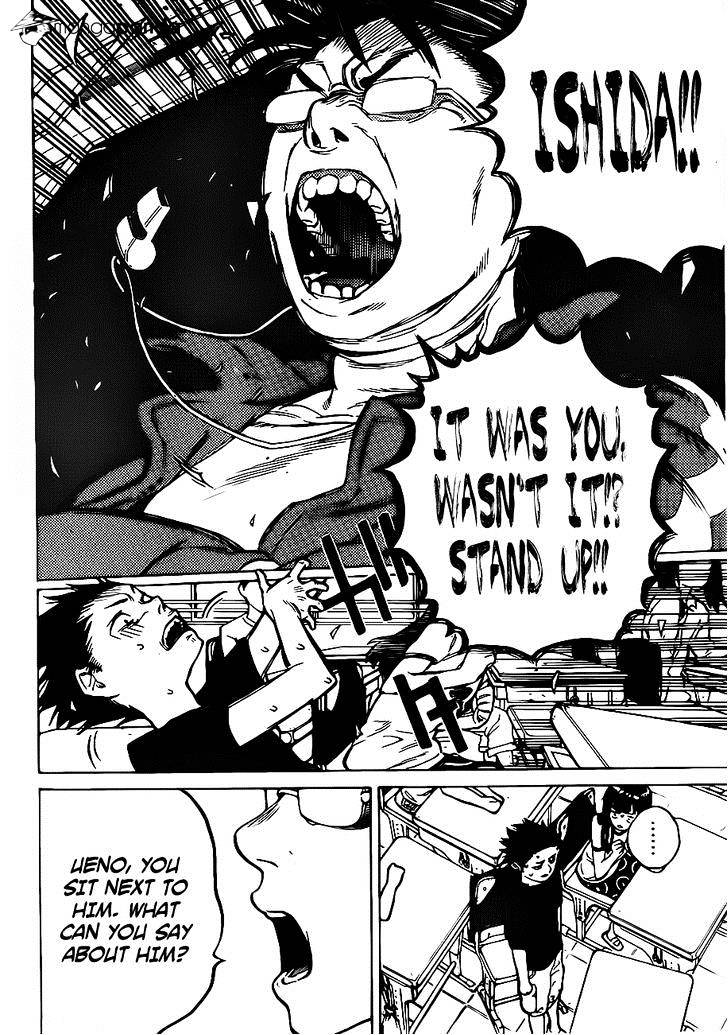 ISHIDA!!
IT WAS YOU,
WASN'T IT!?
STAND UP!!
UENO, YOU
SIT NEXT TO
HIM. WHAT
CAN YOU SAY
ABOUT HIM?
......